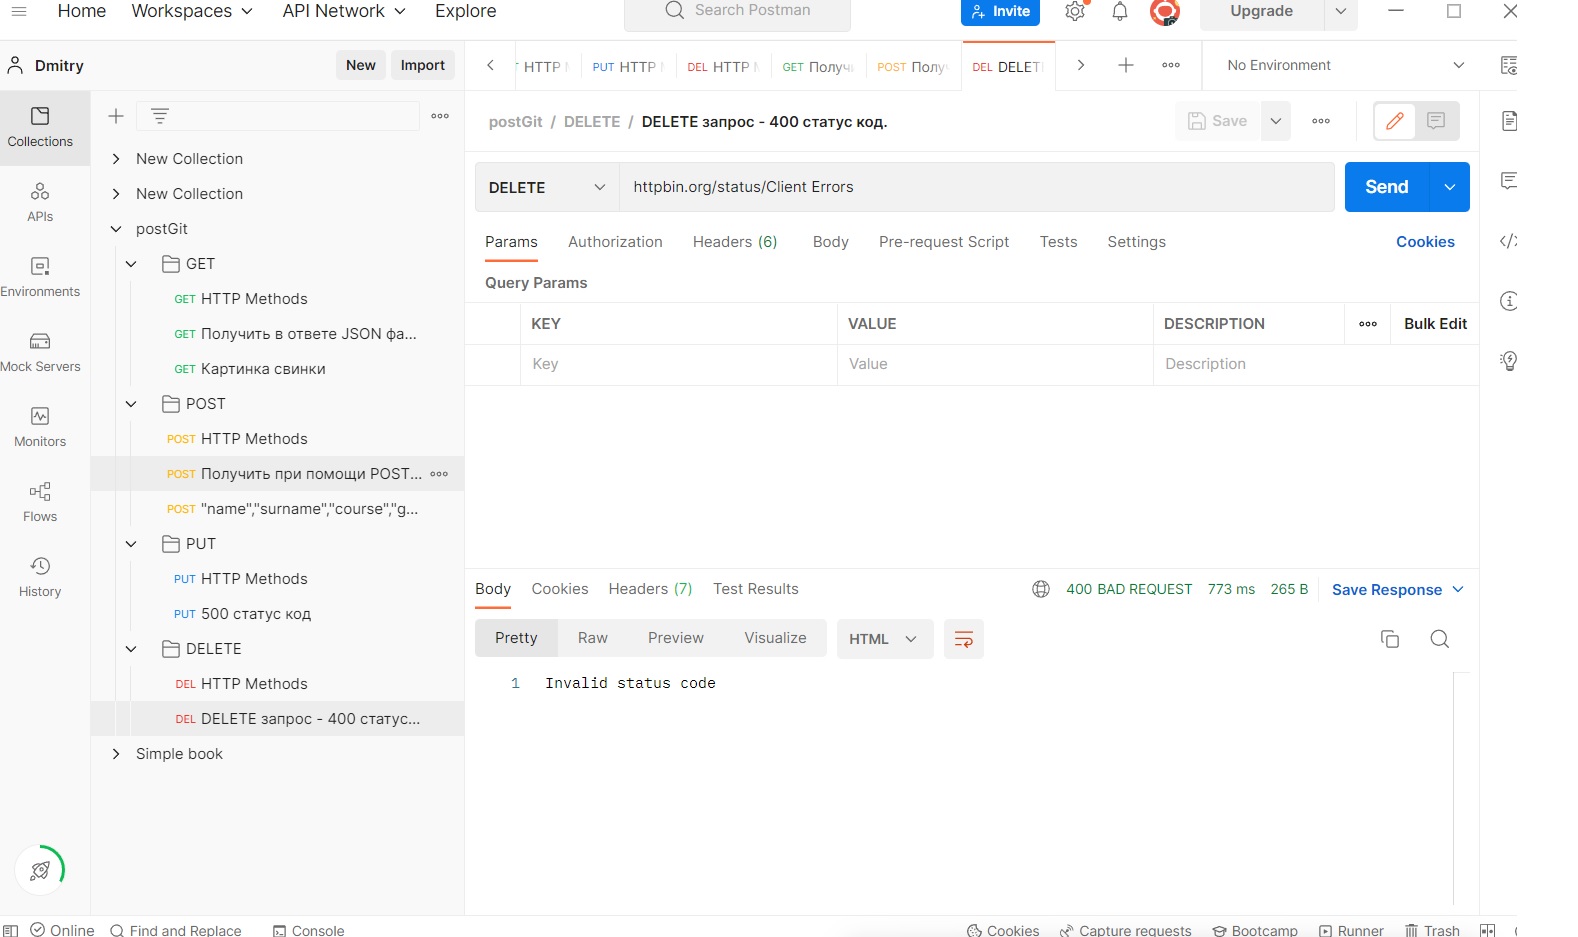 Home Workspaces API Network Explore Search Postman Invite Upgrade
Dmitry New Import
HTTP PUT HTTP DEL HTTP GET Получ POST Полу DEL DELET No Environment
Collections
APIs
Environments
Mock Servers
Monitors
Flows
History
New Collection
New Collection
postGit
GET
GET HTTP Methods
GET Получить в ответе JSON фа...
GET Картинка свинки
POST
POST HTTP Methods
POST Получить при помощи POST...
POST "name","surname","course","g...
PUT
PUT HTTP Methods
PUT 500 статус код
DELETE
DEL HTTP Methods
DEL DELETE запрос - 400 статус...
Simple book
postGit / DELETE / DELETE запрос - 400 статус код. Save
DELETE httpbin.org/status/Client Errors Send
Params Authorization Headers (6) Body Pre-request Script Tests Settings Cookies
Query Params
KEY VALUE DESCRIPTION Bulk Edit
Key Value Description
Body Cookies Headers (7) Test Results 400 BAD REQUEST 773 ms 265 B Save Response
Pretty Raw Preview Visualize HTML
1 Invalid status code
Online Find and Replace Console Cookies Capture requests Bootcamp Runner Trash